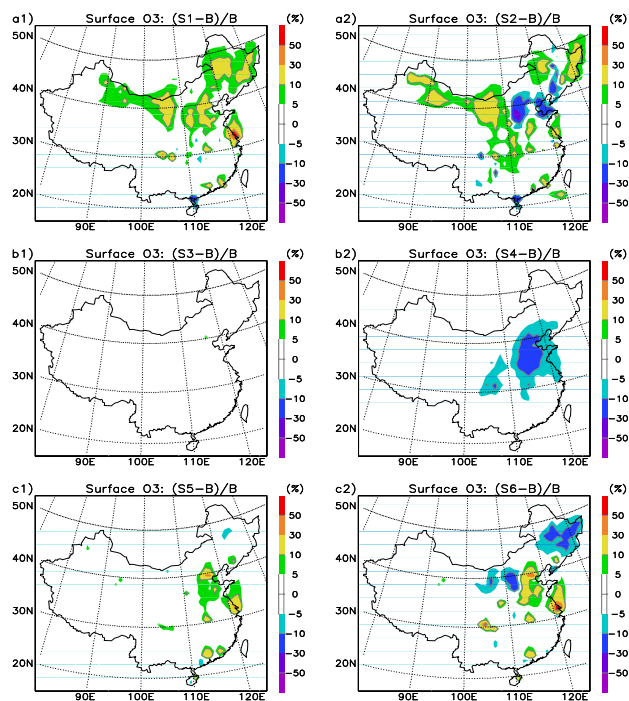 a1) Surface O3: (S1-B)/B (%)
50N
40N
30N
20N
90E 100E 110E 120E
50
30
10
5
0
-5
-10
-30
-50
a2) Surface O3: (S2-B)/B (%)
50N
40N
30N
20N
90E 100E 110E 120E
50
30
10
5
0
-5
-10
-30
-50
b1) Surface O3: (S3-B)/B (%)
50N
40N
30N
20N
90E 100E 110E 120E
50
30
10
5
0
-5
-10
-30
-50
b2) Surface O3: (S4-B)/B (%)
50N
40N
30N
20N
90E 100E 110E 120E
50
30
10
5
0
-5
-10
-30
-50
c1) Surface O3: (S5-B)/B (%)
50N
40N
30N
20N
90E 100E 110E 120E
50
30
10
5
0
-5
-10
-30
-50
c2) Surface O3: (S6-B)/B (%)
50N
40N
30N
20N
90E 100E 110E 120E
50
30
10
5
0
-5
-10
-30
-50